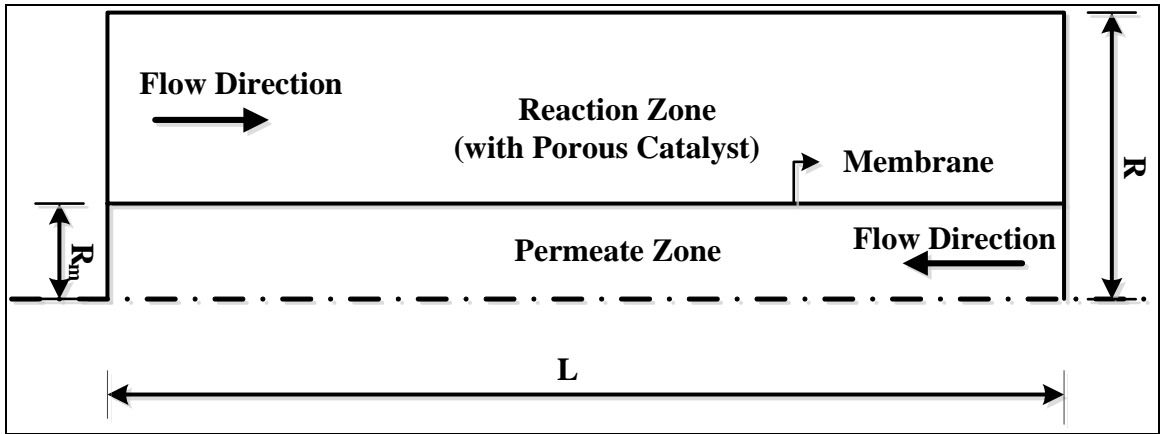 Flow Direction
Reaction Zone
(with Porous Catalyst)
Membrane
R
Rm
Permeate Zone
Flow Direction
L